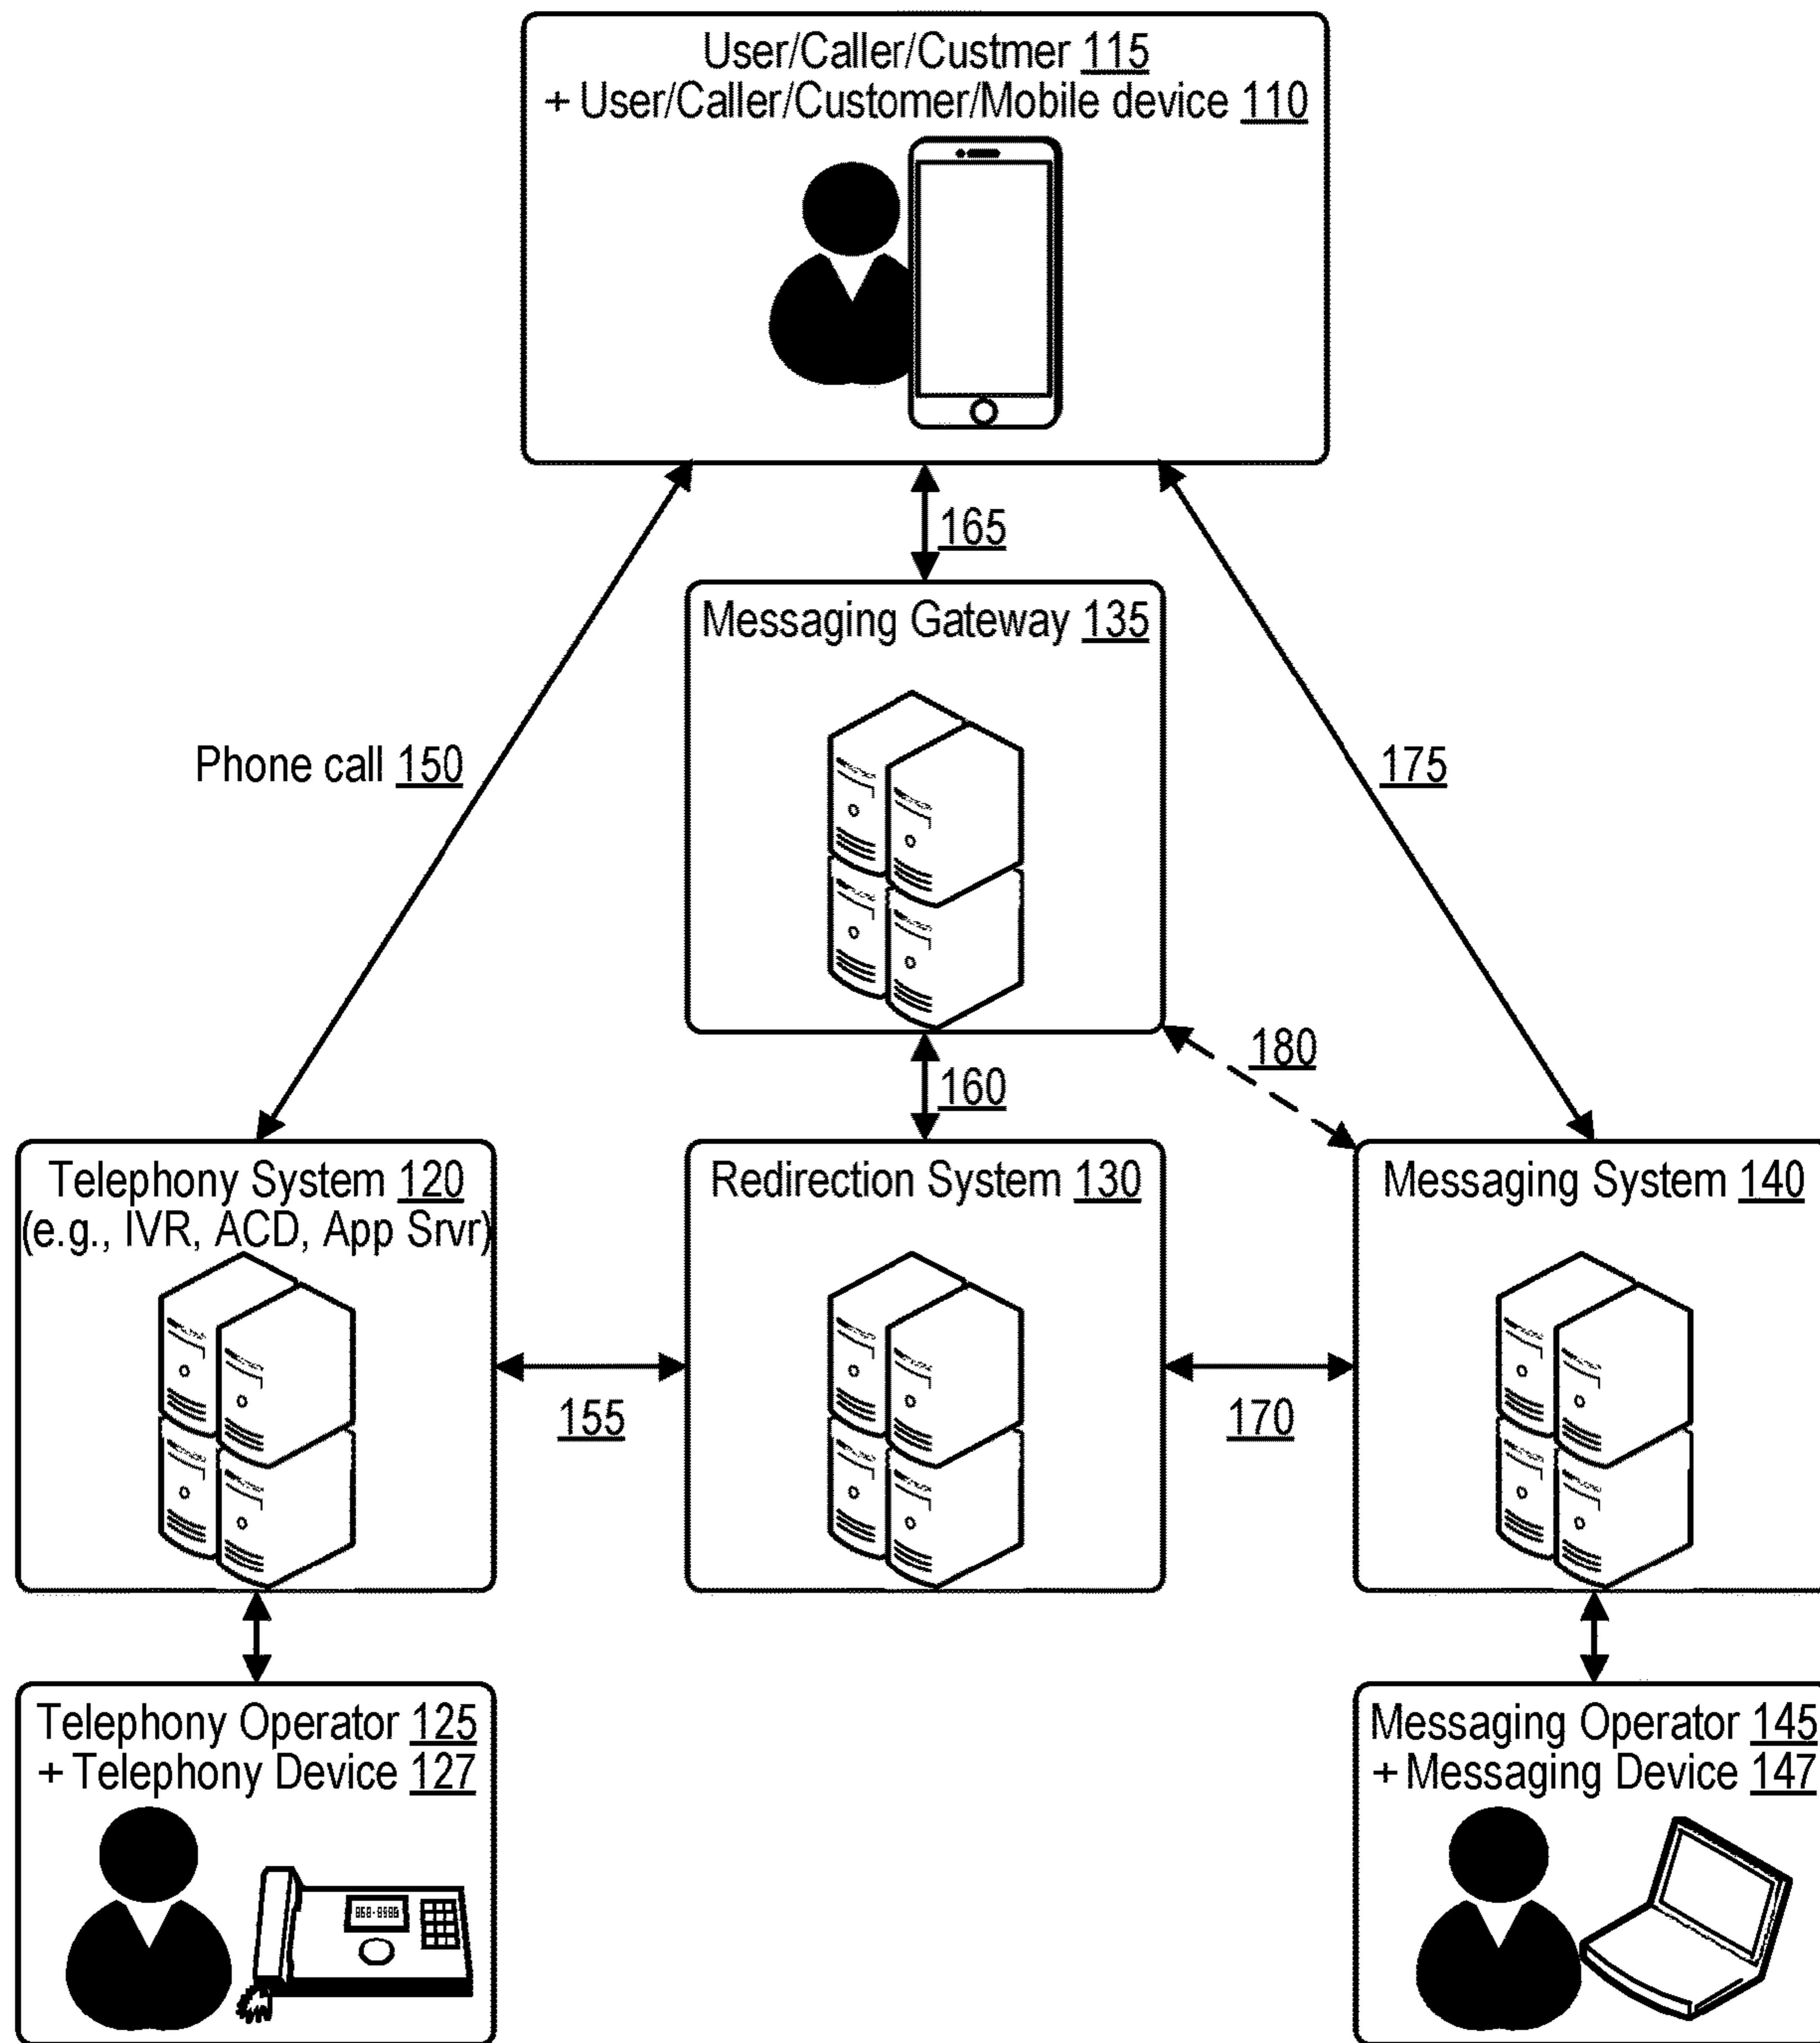 User/Caller/Custmer 115
+ User/Caller/Customer/Mobile device 110
165
Messaging Gateway 135
Phone call 150
175
180
160
Telephony System 120
(e.g., IVR, ACD, App Srvr)
Redirection System 130
Messaging System 140
155
170
Telephony Operator 125
+ Telephony Device 127
Messaging Operator 145
+ Messaging Device 147